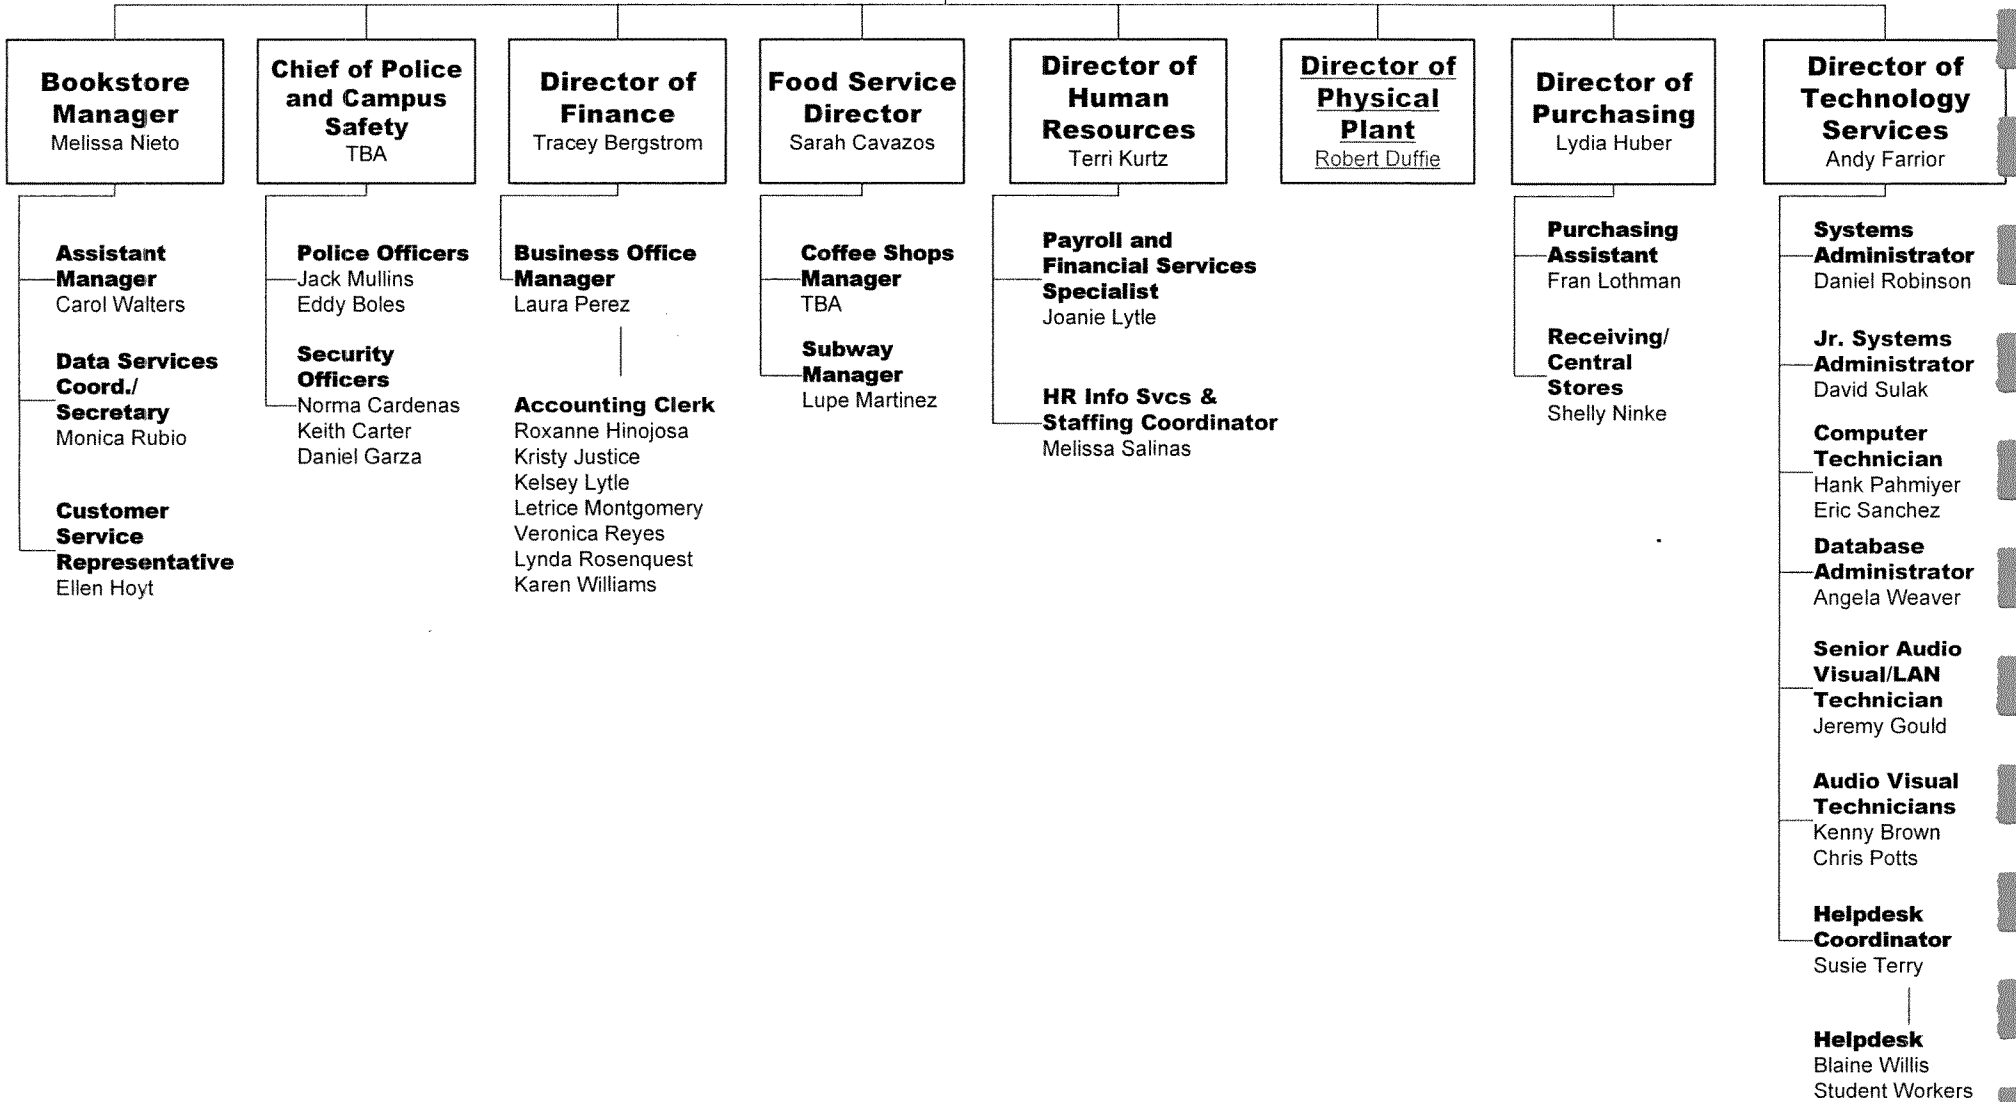 Bookstore
Manager
Melissa Nieto
Assistant
Manager
Carol Walters
Data Services
Coord./
Secretary
Monica Rubio
Customer
Service
Representative
Ellen Hoyt
Chief of Police
and Campus
Safety
TBA
Police Officers
Jack Mullins
Eddy Boles
Security
Officers
Norma Cardenas
Keith Carter
Daniel Garza
Director of
Finance
Tracey Bergstrom
Business Office
Manager
Laura Perez
Accounting Clerk
Roxanne Hinojosa
Kristy Justice
Kelsey Lytle
Letrice Montgomery
Veronica Reyes
Lynda Rosenquest
Karen Williams
Food Service
Director
Sarah Cavazos
Coffee Shops
Manager
TBA
Subway
Manager
Lupe Martinez
Director of
Human
Resources
Terri Kurtz
Payroll and
Financial Services
Specialist
Joanie Lytle
HR Info Svcs &
Staffing Coordinator
Melissa Salinas
Director of
Physical
Plant
Robert Duffie
Director of
Purchasing
Lydia Huber
Purchasing
Assistant
Fran Lothman
Receiving/
Central
Stores
Shelly Ninke
Director of
Technology
Services
Andy Farrior
Systems
Administrator
Daniel Robinson
Jr. Systems
Administrator
David Sulak
Computer
Technician
Hank Pahmiyer
Eric Sanchez
Database
Administrator
Angela Weaver
Senior Audio
Visual/LAN
Technician
Jeremy Gould
Audio Visual
Technicians
Kenny Brown
Chris Potts
Helpdesk
Coordinator
Susie Terry
Helpdesk
Blaine Willis
Student Workers